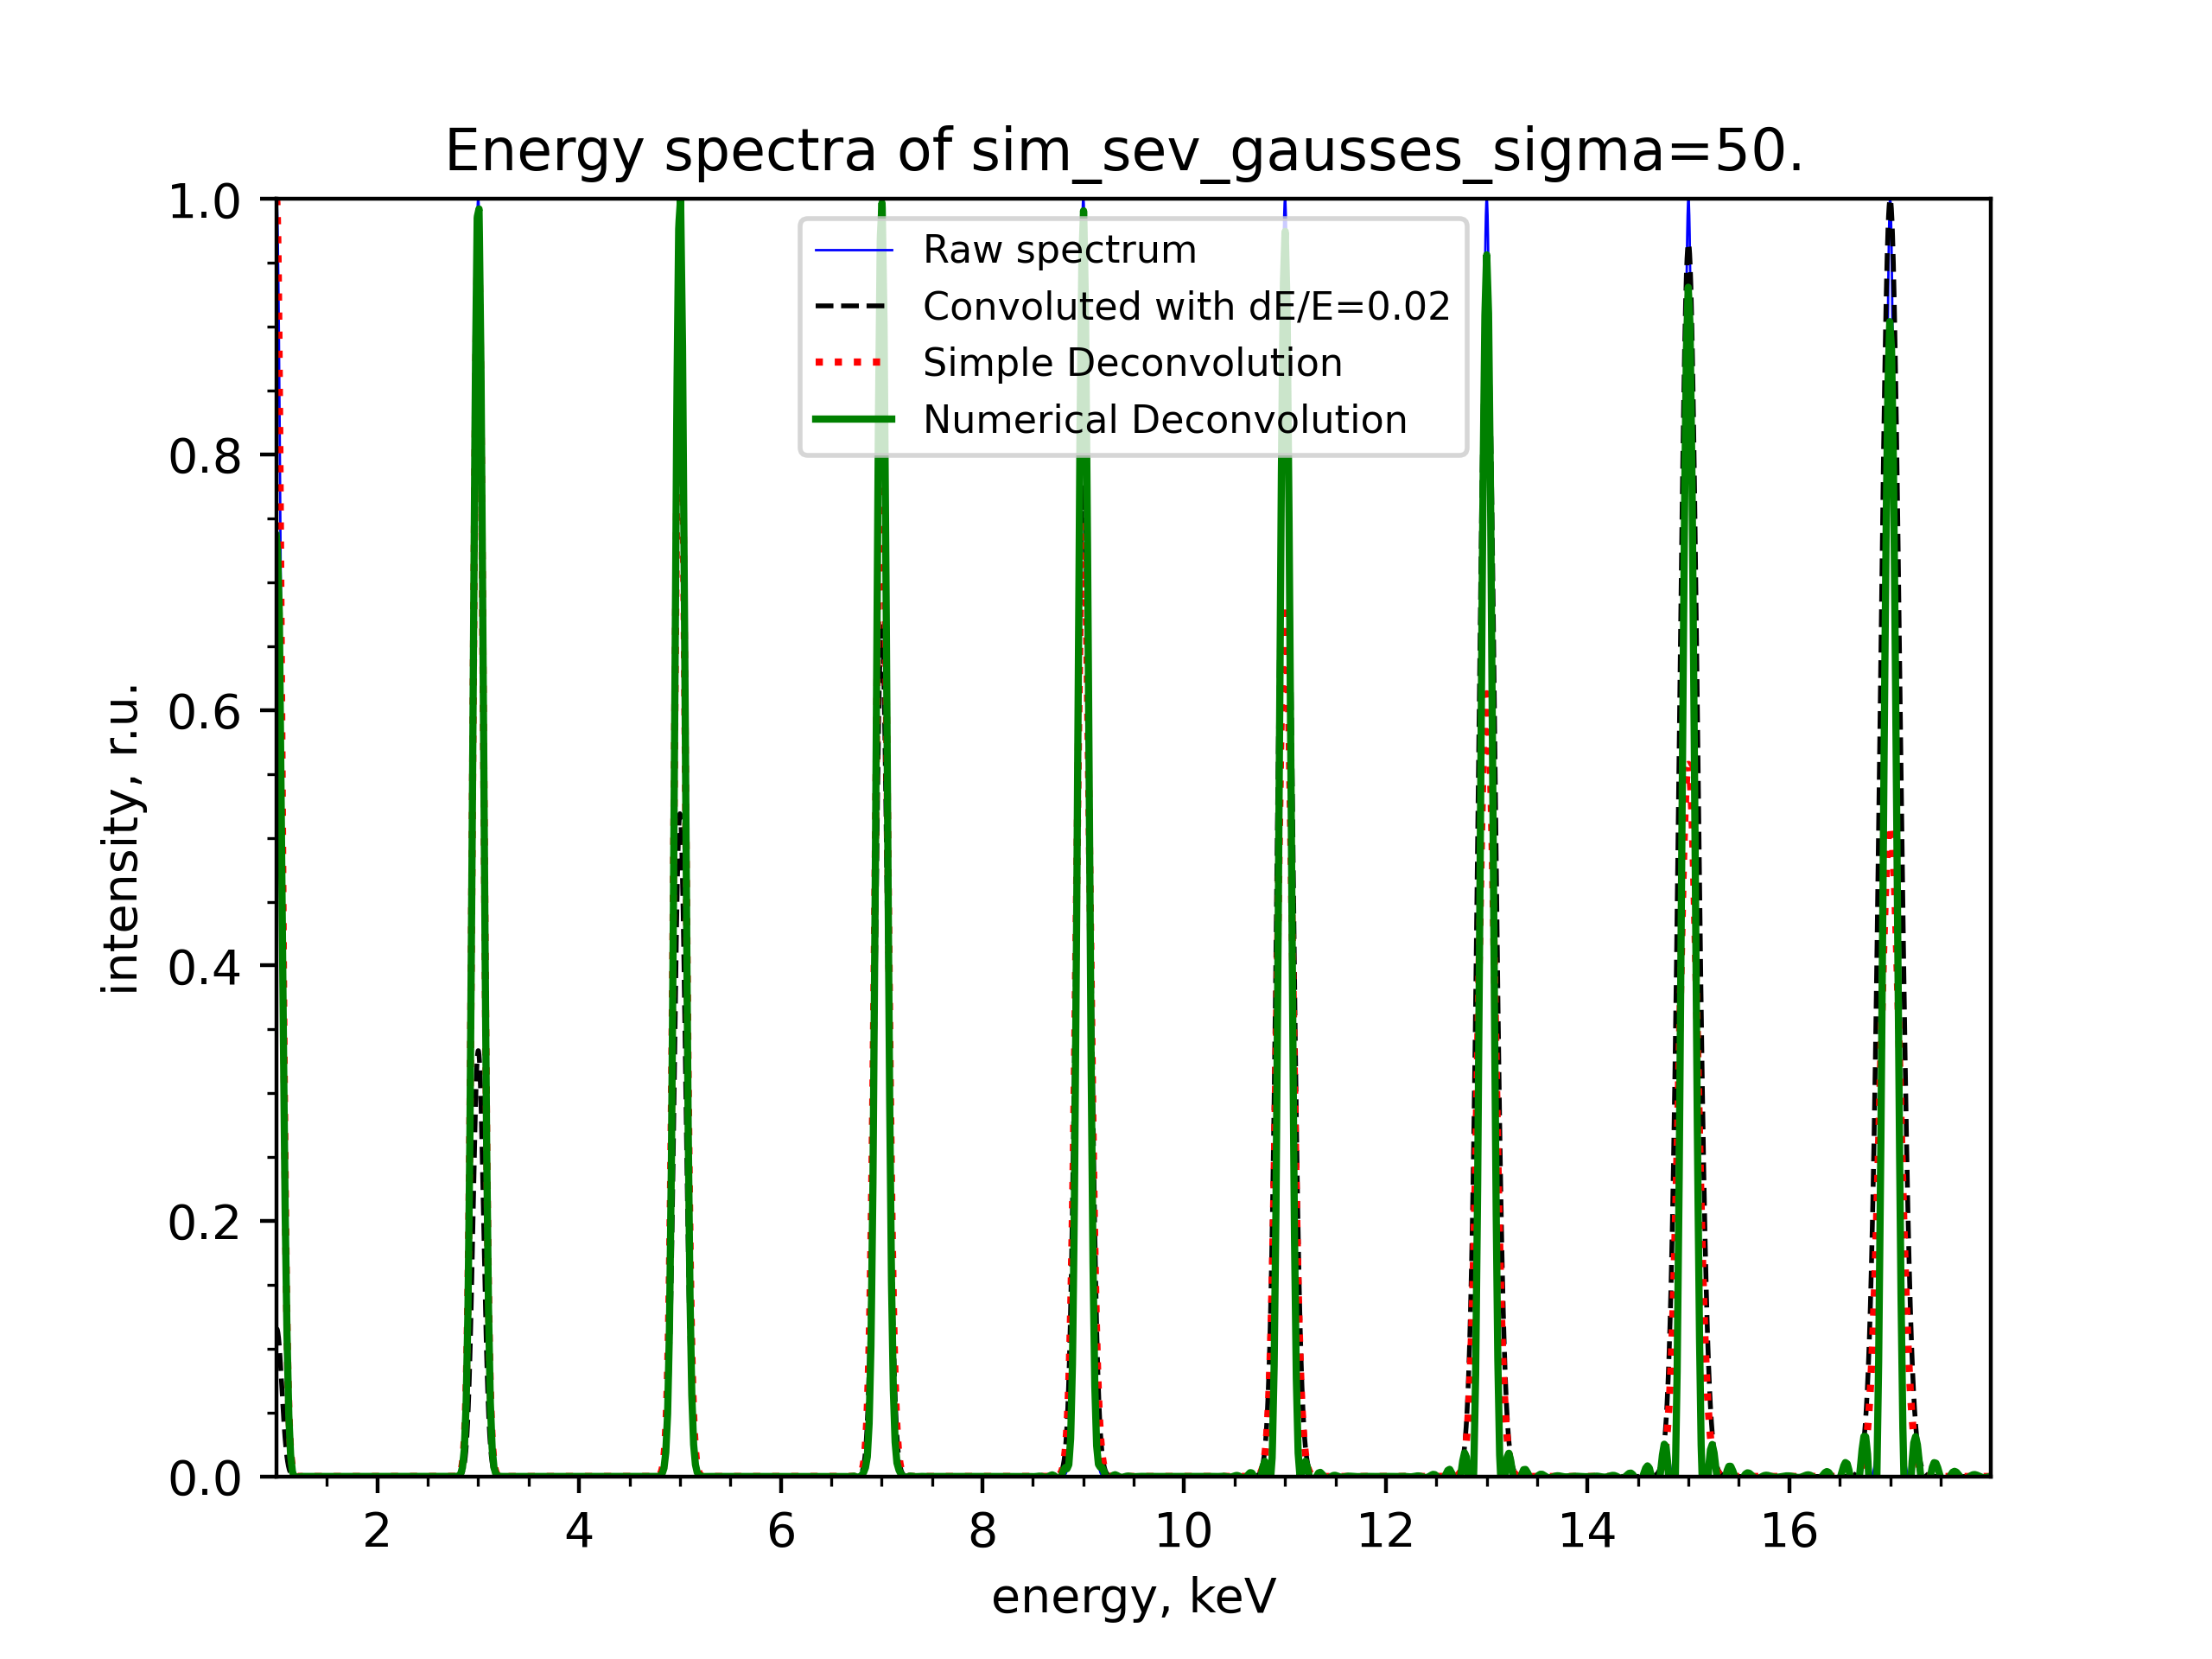 Energy spectra of sim_sev_gausses_sigma=50.
1.0
0.8
0.6
0.4
0.2
0.0
intensity, r.u.
Raw spectrum
Convoluted with dE/E=0.02
Simple Deconvolution
Numerical Deconvolution
2 4 6 8 10 12 14 16
energy, keV